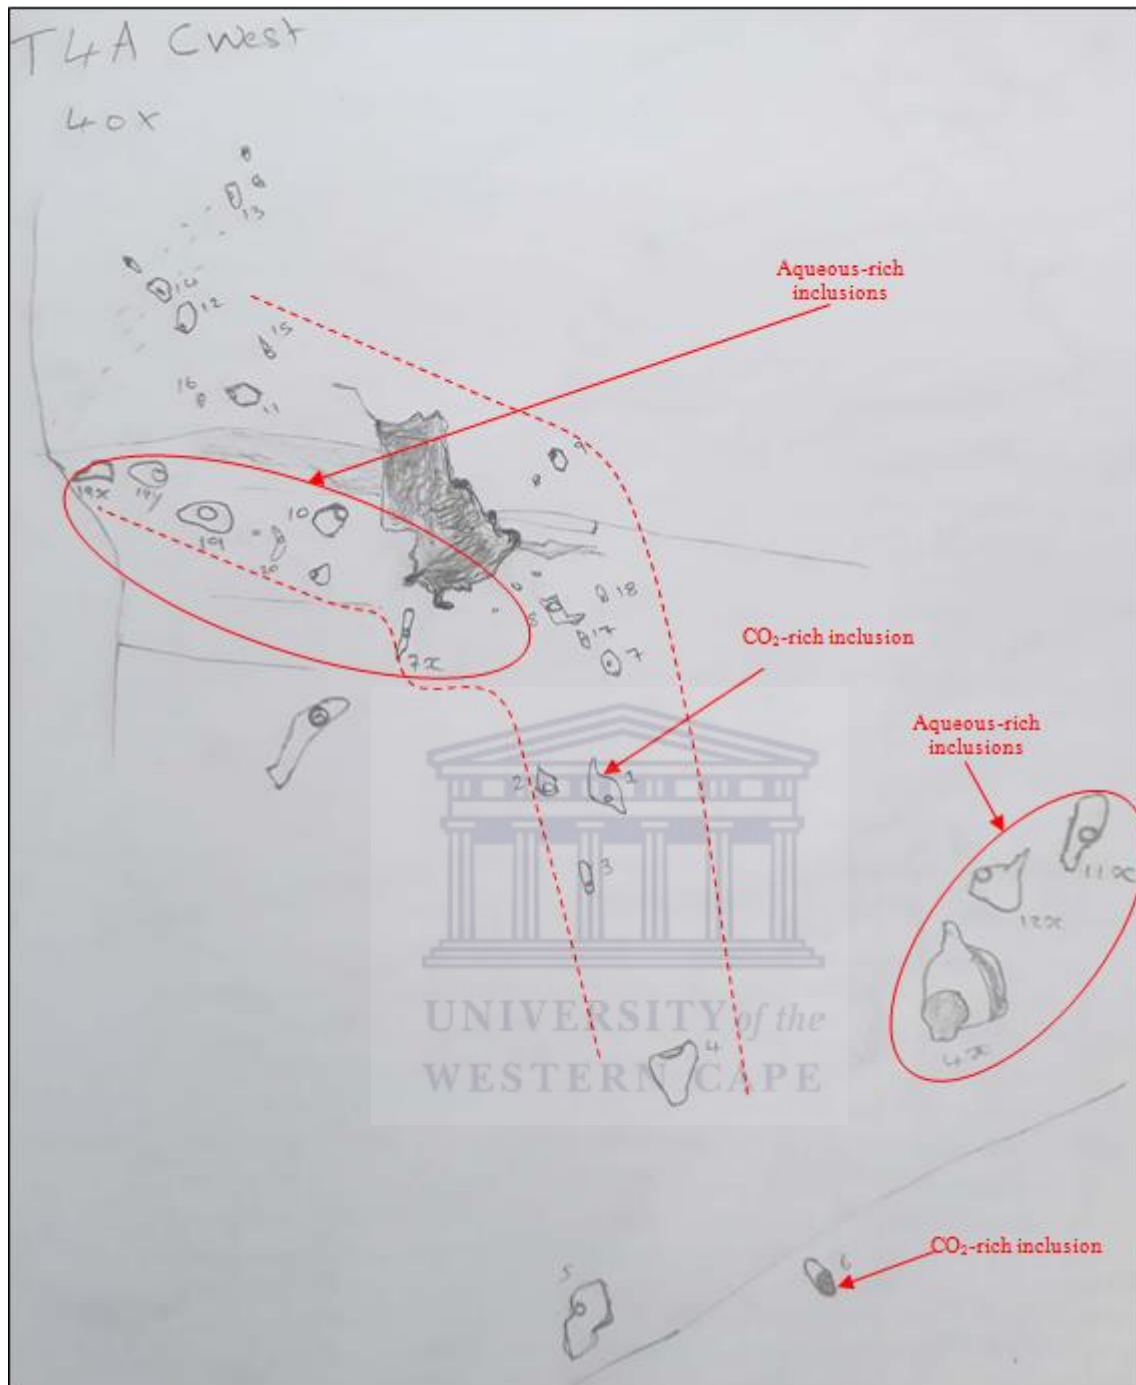 T4A Cwest
40x
13
14
12
15
16
11
Aqueous-rich
inclusions
9
19x
19y
19
10
20
8
18
17
7
7x
CO₂-rich inclusion
2
1
3
Aqueous-rich
inclusions
11x
12x
4x
UNIVERSITY of the
WESTERN CAPE
4
5
6
CO₂-rich inclusion